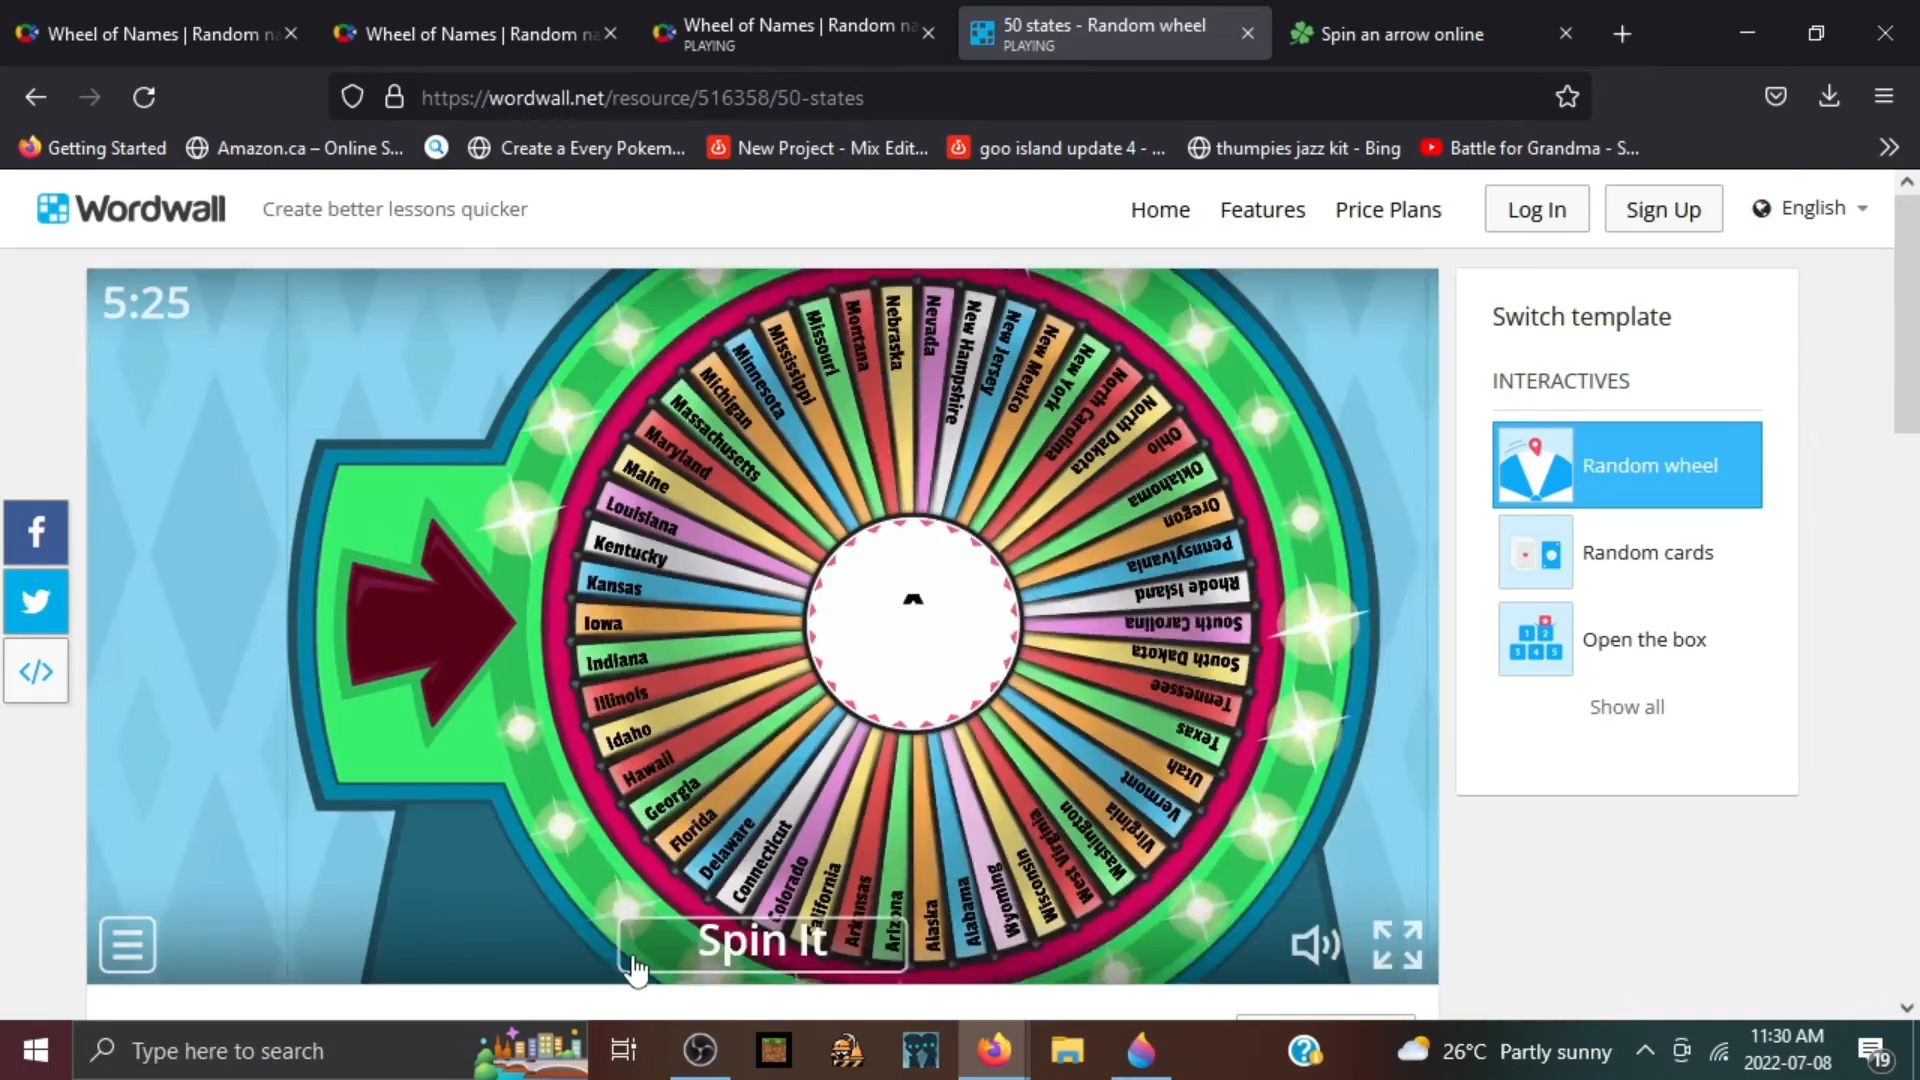 Wheel of Names | Random na
Wheel of Names | Random na
Wheel of Names | Random na
PLAYING
50 states - Random wheel
PLAYING
Spin an arrow online
https://wordwall.net/resource/516358/50-states
Getting Started
Amazon.ca – Online S...
Create a Every Pokem...
New Project - Mix Edit...
goo island update 4 - ...
thumpies jazz kit - Bing
Battle for Grandma - S...
Wordwall
Create better lessons quicker
Home
Features
Price Plans
Log In
Sign Up
English
5:25
Nevada
New Hampshire
New Jersey
New Mexico
New York
North Carolina
North Dakota
Ohio
Oklahoma
Oregon
Pennsylvania
Rhode Island
South Carolina
South Dakota
Tennessee
Texas
Utah
Vermont
Virginia
Washington
West Virginia
Wisconsin
Wyoming
Alabama
Alaska
Arizona
Arkansas
California
Colorado
Connecticut
Delaware
Florida
Georgia
Hawaii
Idaho
Illinois
Indiana
Iowa
Kansas
Kentucky
Louisiana
Maine
Maryland
Massachusetts
Michigan
Minnesota
Mississippi
Missouri
Montana
Nebraska
Spin It
Switch template
INTERACTIVES
Random wheel
Random cards
Open the box
Show all
Type here to search
26°C Partly sunny
11:30 AM
2022-07-08
19